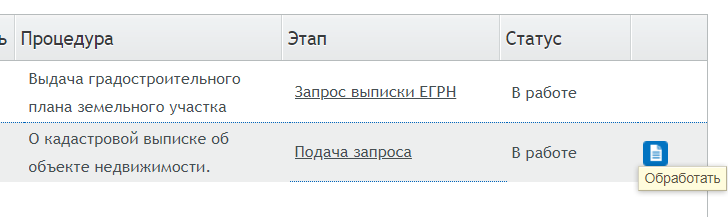 ь Процедура Этап Статус
Выдача градостроительного
плана земельного участка
Запрос выписки ЕГРН В работе
О кадастровой выписке об
объекте недвижимости.
Подача запроса В работе
Обработать